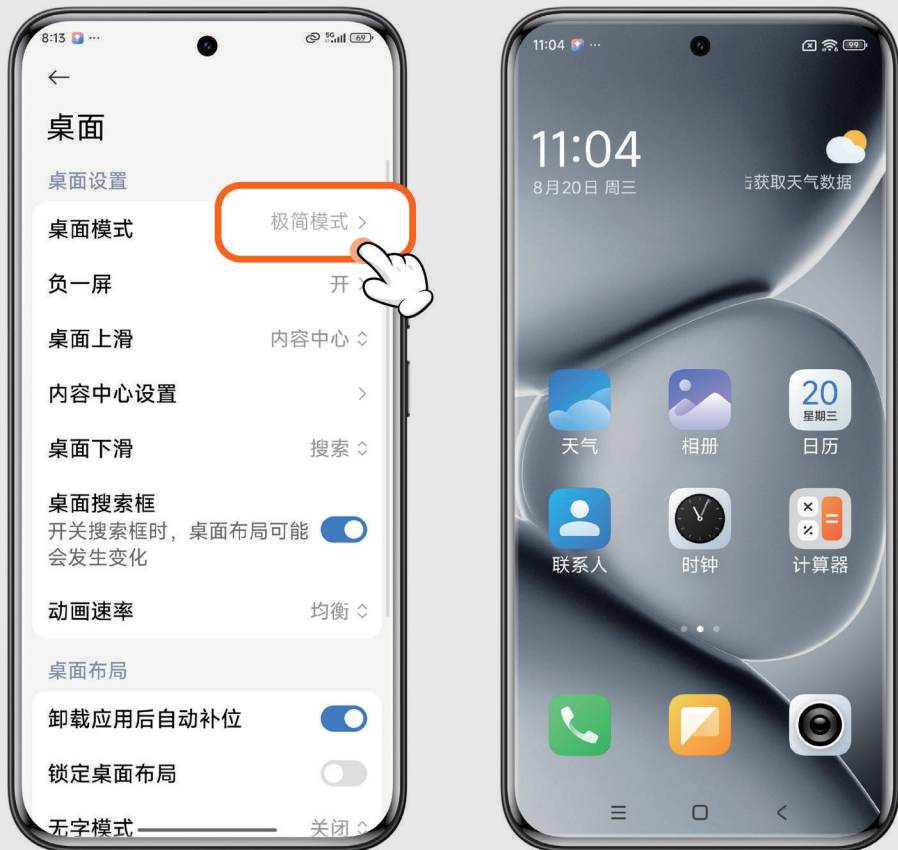 8:13
5G
69
桌面
桌面设置
桌面模式
极简模式
负一屏
开
桌面上滑
内容中心
内容中心设置
桌面下滑
搜索
桌面搜索框
开关搜索框时，桌面布局可能
会发生变化
动画速率
均衡
桌面布局
卸载应用后自动补位
锁定桌面布局
无字模式
关闭
11:04
99
11:04
8月20日 周三
获取天气数据
天气
相册
20
星期三
日历
联系人
时钟
计算器